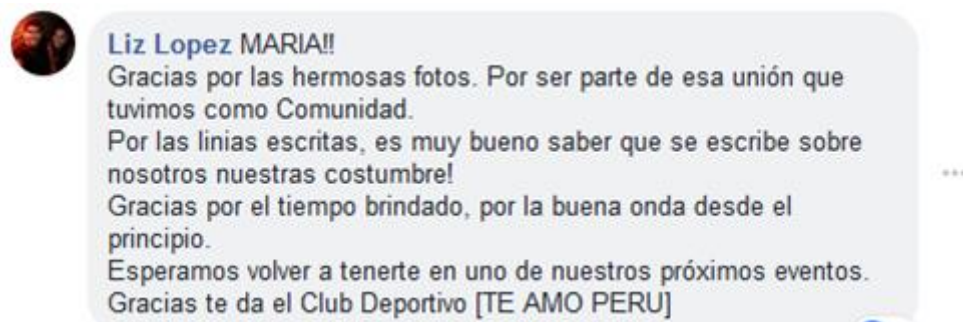 Liz Lopez MARIA!!
Gracias por las hermosas fotos. Por ser parte de esa unión que
tuvimos como Comunidad.
Por las linias escritas, es muy bueno saber que se escribe sobre
nosotros nuestras costumbre!
Gracias por el tiempo brindado, por la buena onda desde el
principio.
Esperamos volver a tenerte en uno de nuestros próximos eventos.
Gracias te da el Club Deportivo [TE AMO PERU]